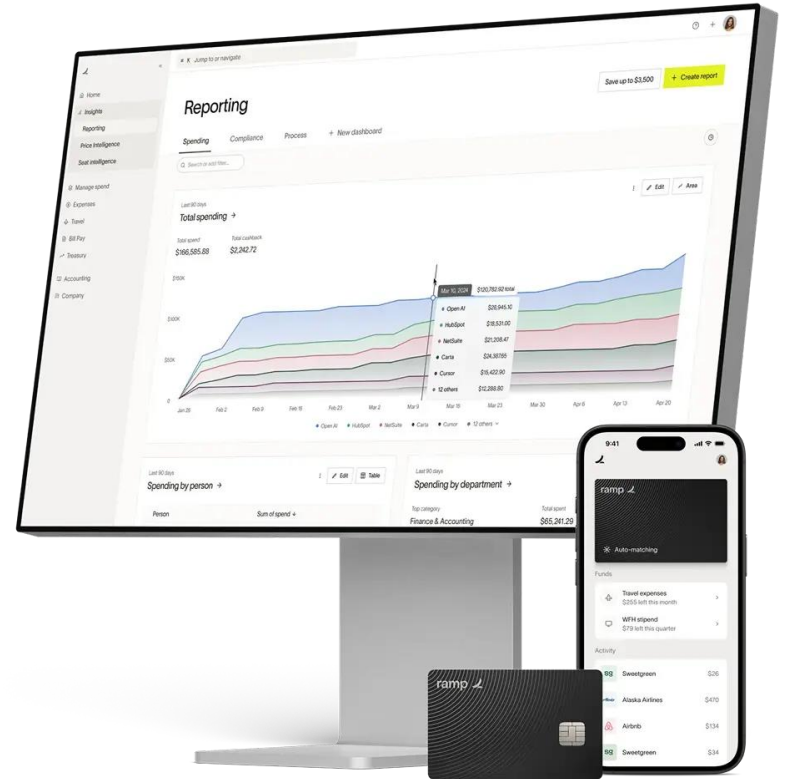 K Jump to or navigate
Home
Insights
Reporting
Price Intelligence
Seat intelligence
Manage spend
Expenses
Travel
Bill Pay
Treasury
Accounting
Company
Reporting
Save up to $3,500
+ Create report
Spending Compliance Process + New dashboard
Search or add filter...
Last 90 days
Total spending →
Edit Area
Total spend Total cashback
$166,585.88 $2,242.72
$150K
$100K
$50K
0
Mar 10, 2024 $120,782.92 total
Open AI $28,945.10
HubSpot $18,531.00
NetSuite $21,208.47
Carta $24,387.65
Cursor $15,422.90
12 others $12,288.80
Jan 26 Feb 2 Feb 9 Feb 16 Feb 23 Mar 2 Mar 9 Mar 16 Mar 23 Mar 30 Apr 6 Apr 13 Apr 20
Open AI HubSpot NetSuite Carta Cursor 12 others
Last 90 days
Spending by person →
Edit Table
Person Sum of spend ↓
Last 90 days
Spending by department →
Top category Total spent
Finance & Accounting $65,241.29
9:41
ramp
Auto-matching
Funds
Travel expenses
$255 left this month
WFH stipend
$79 left this quarter
Activity
sg Sweetgreen $26
Alaska Airlines $470
Airbnb $134
sg Sweetgreen $34
ramp